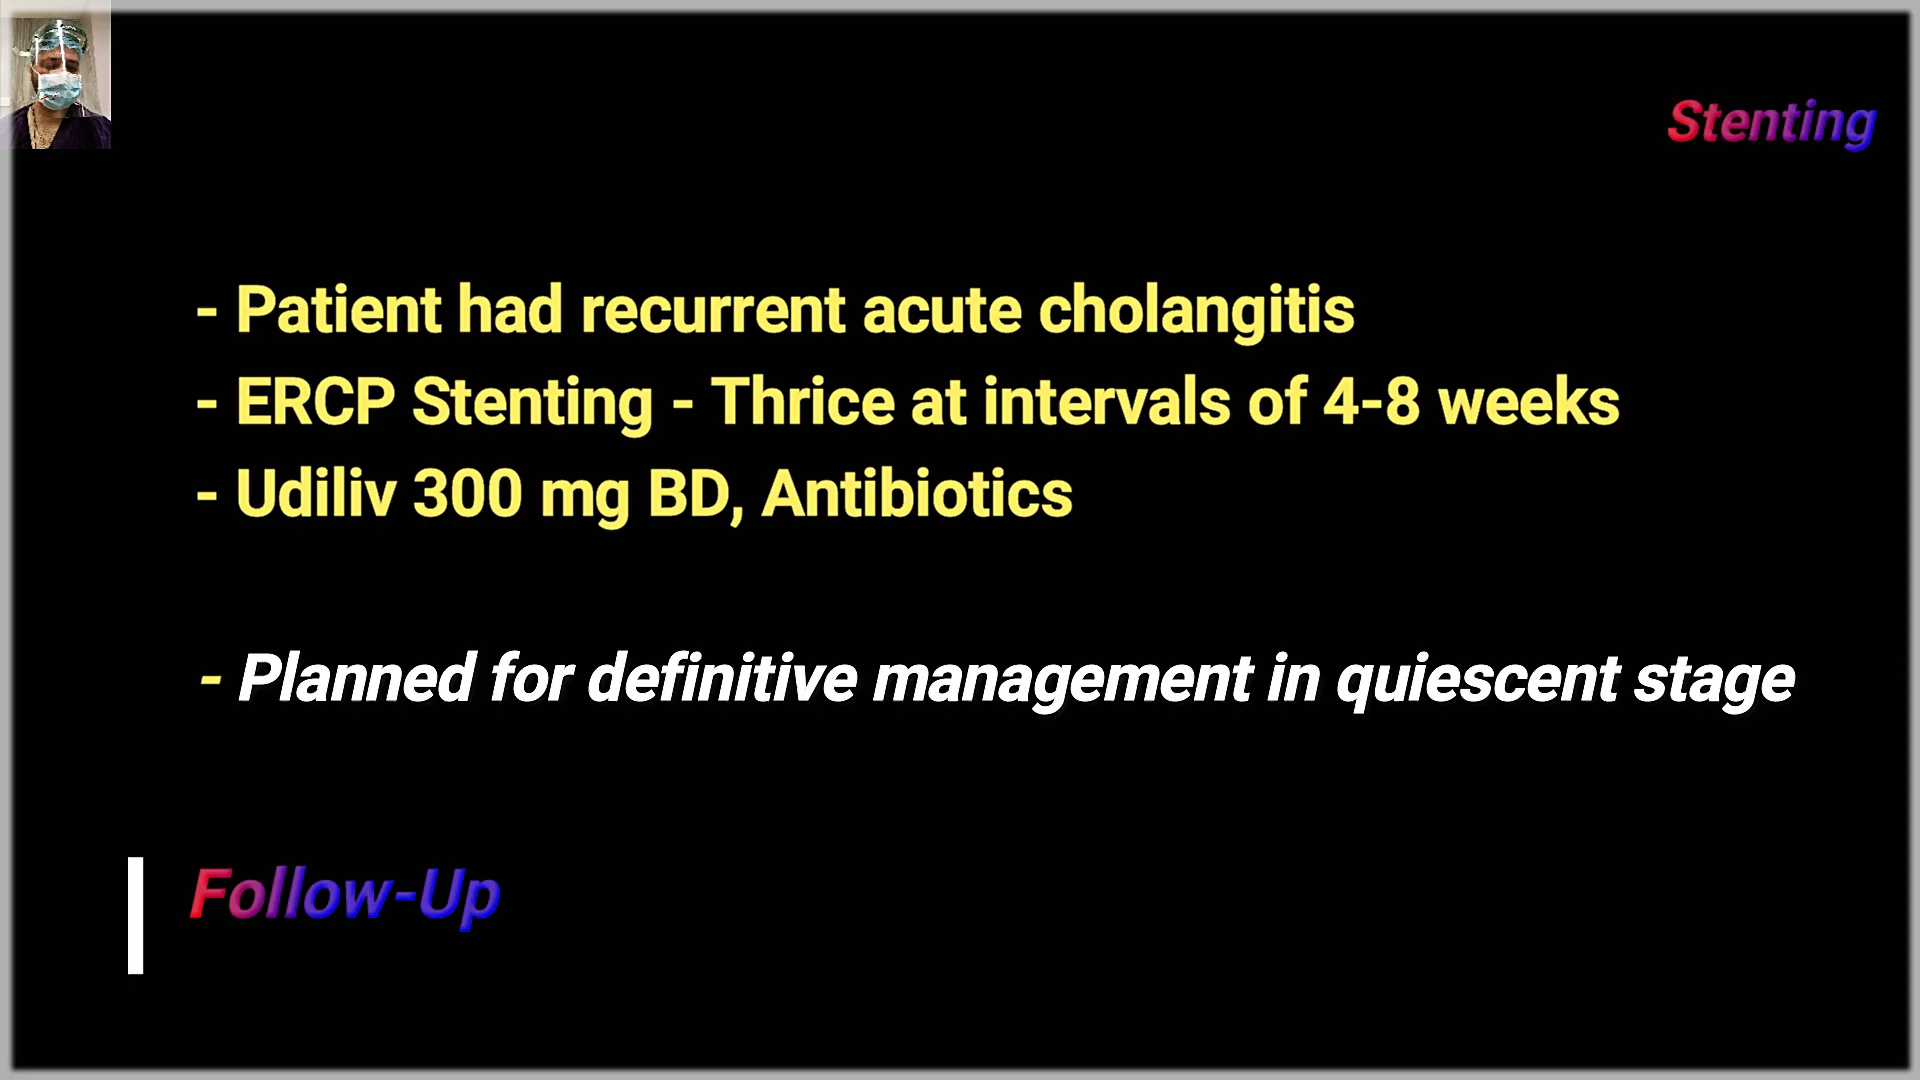 Stenting
- Patient had recurrent acute cholangitis
- ERCP Stenting - Thrice at intervals of 4-8 weeks
- Udiliv 300 mg BD, Antibiotics
- Planned for definitive management in quiescent stage
Follow-Up